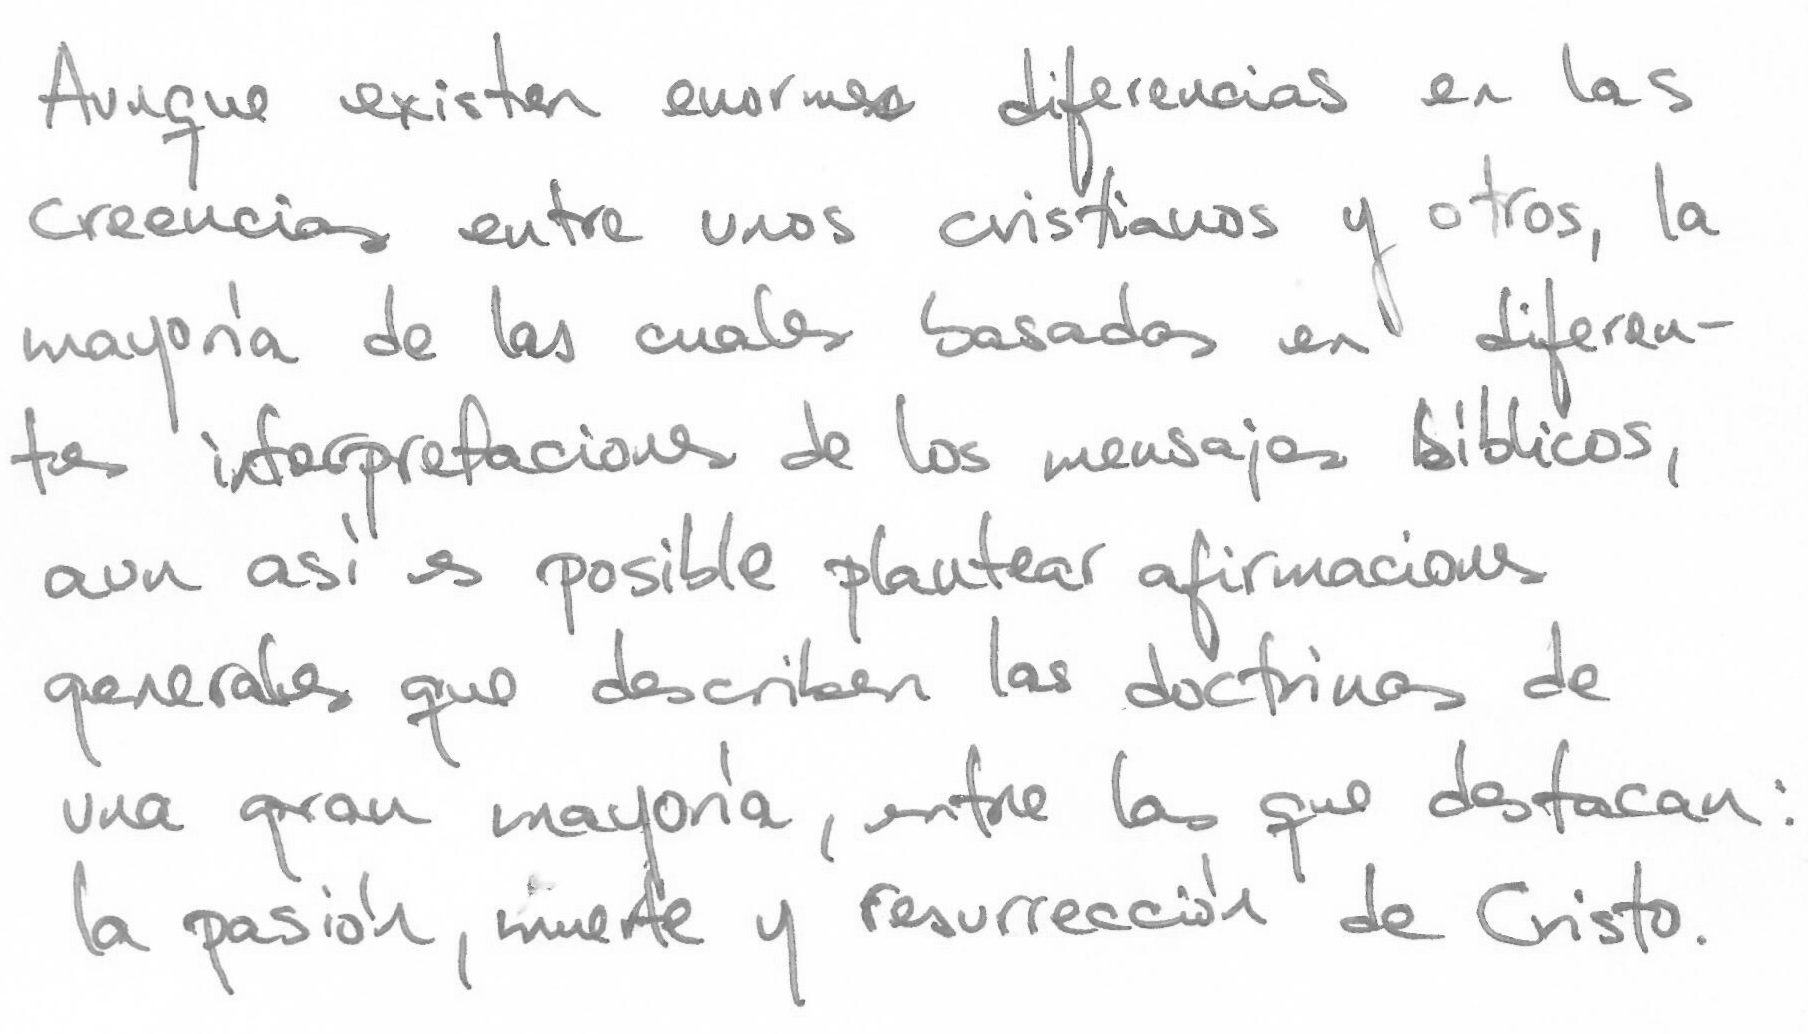 Aunque existen enormes diferencias en las
creencias entre unos cristianos y otros, la
mayoría de las cuales basadas en diferen-
tes interpretaciones de los mensajes bíblicos,
aun así es posible plantear afirmaciones
generales que describen las doctrinas de
una gran mayoría, entre las que destacan:
la pasión, muerte y resurrección de Cristo.